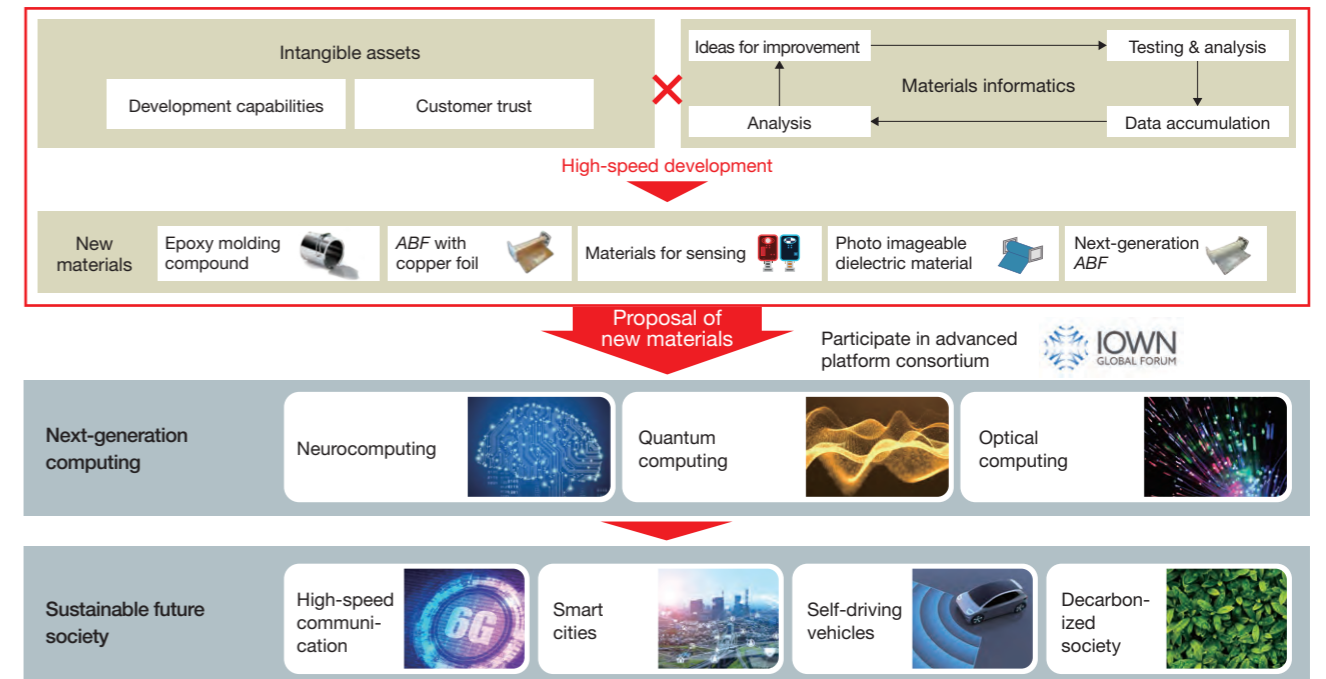 Intangible assets
Development capabilities
Customer trust
Ideas for improvement
Testing & analysis
Materials informatics
Analysis
Data accumulation
High-speed development
New
materials
Epoxy molding
compound
ABF with
copper foil
Materials for sensing
Photo imageable
dielectric material
Next-generation
ABF
Proposal of
new materials
Participate in advanced
platform consortium
IOWN
GLOBAL FORUM
Next-generation
computing
Neurocomputing
Quantum
computing
Optical
computing
Sustainable future
society
High-speed
communi-
cation
6G
Smart
cities
Self-driving
vehicles
Decarbon-
ized
society